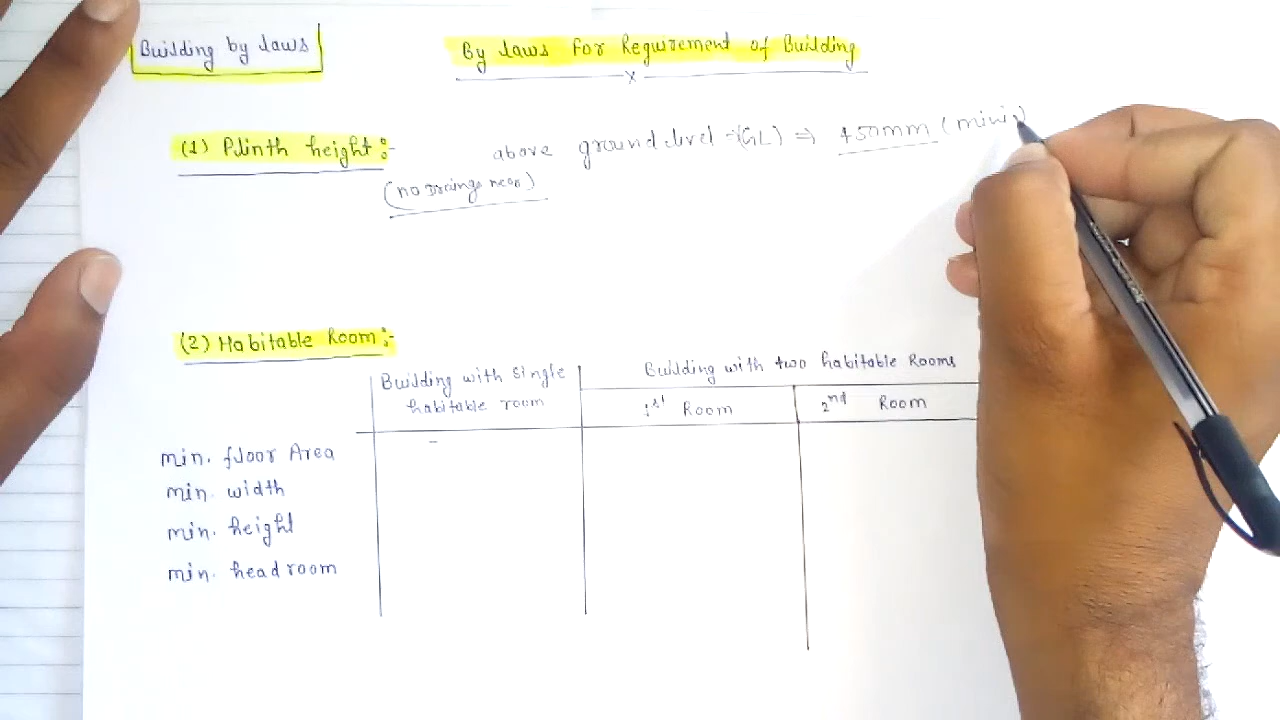 Building by laws
By laws For Requirement of Building
x
(1) Plinth height :-
above ground level (GL) ⇒ 450mm (mini)
(no drainge near)
(2) Habitable Room :-
Building with single habitable room
Building with two habitable Rooms
1st Room
2nd Room
min. floor Area
min. width
min. height
min. head room